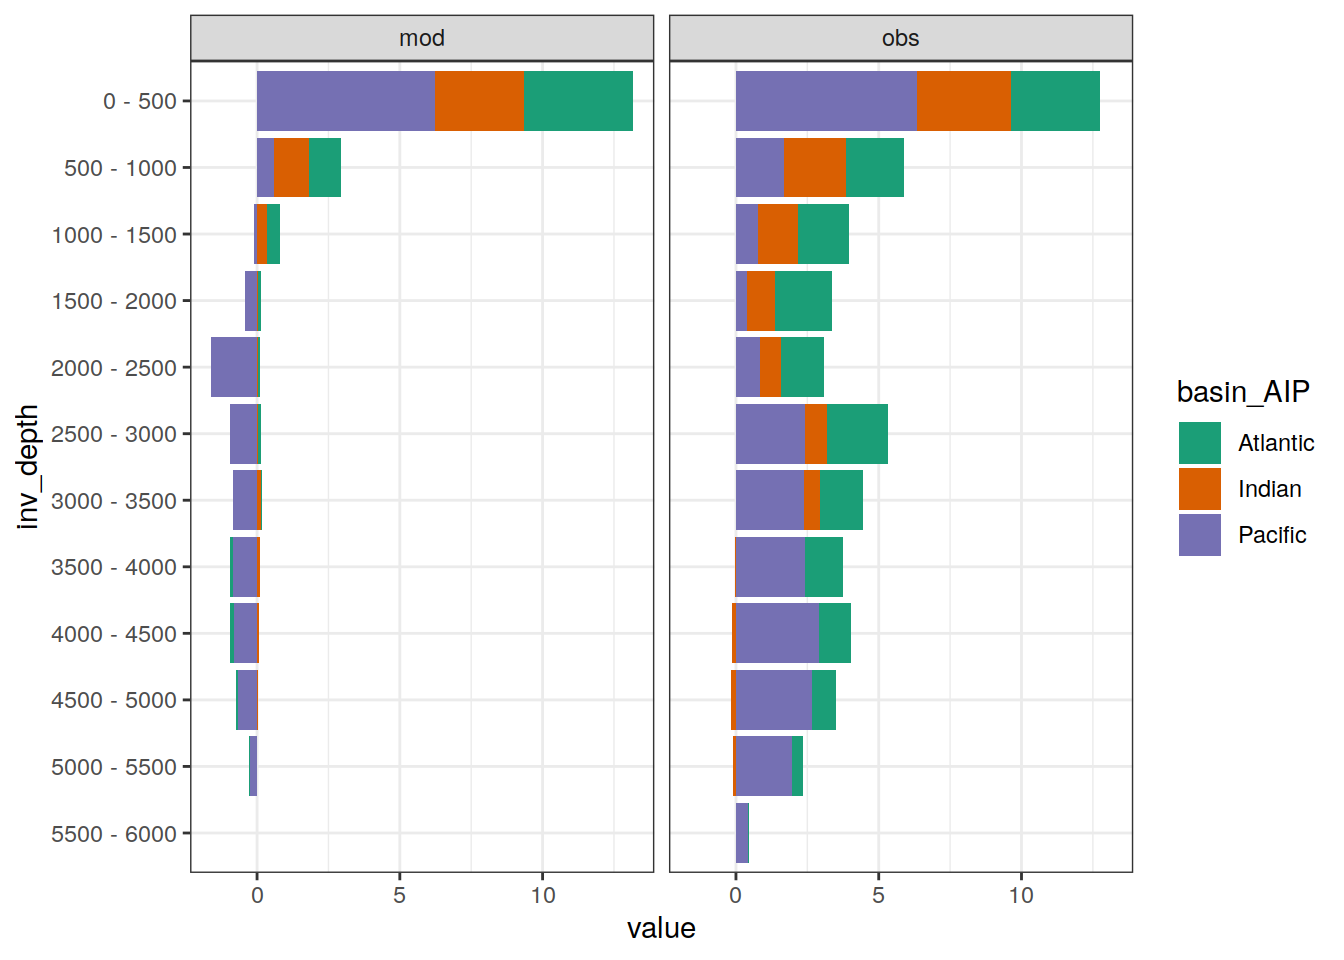 mod
obs
0 - 500
500 - 1000
1000 - 1500
1500 - 2000
2000 - 2500
2500 - 3000
3000 - 3500
3500 - 4000
4000 - 4500
4500 - 5000
5000 - 5500
5500 - 6000
inv_depth
0
5
10
0
5
10
value
basin_AIP
Atlantic
Indian
Pacific